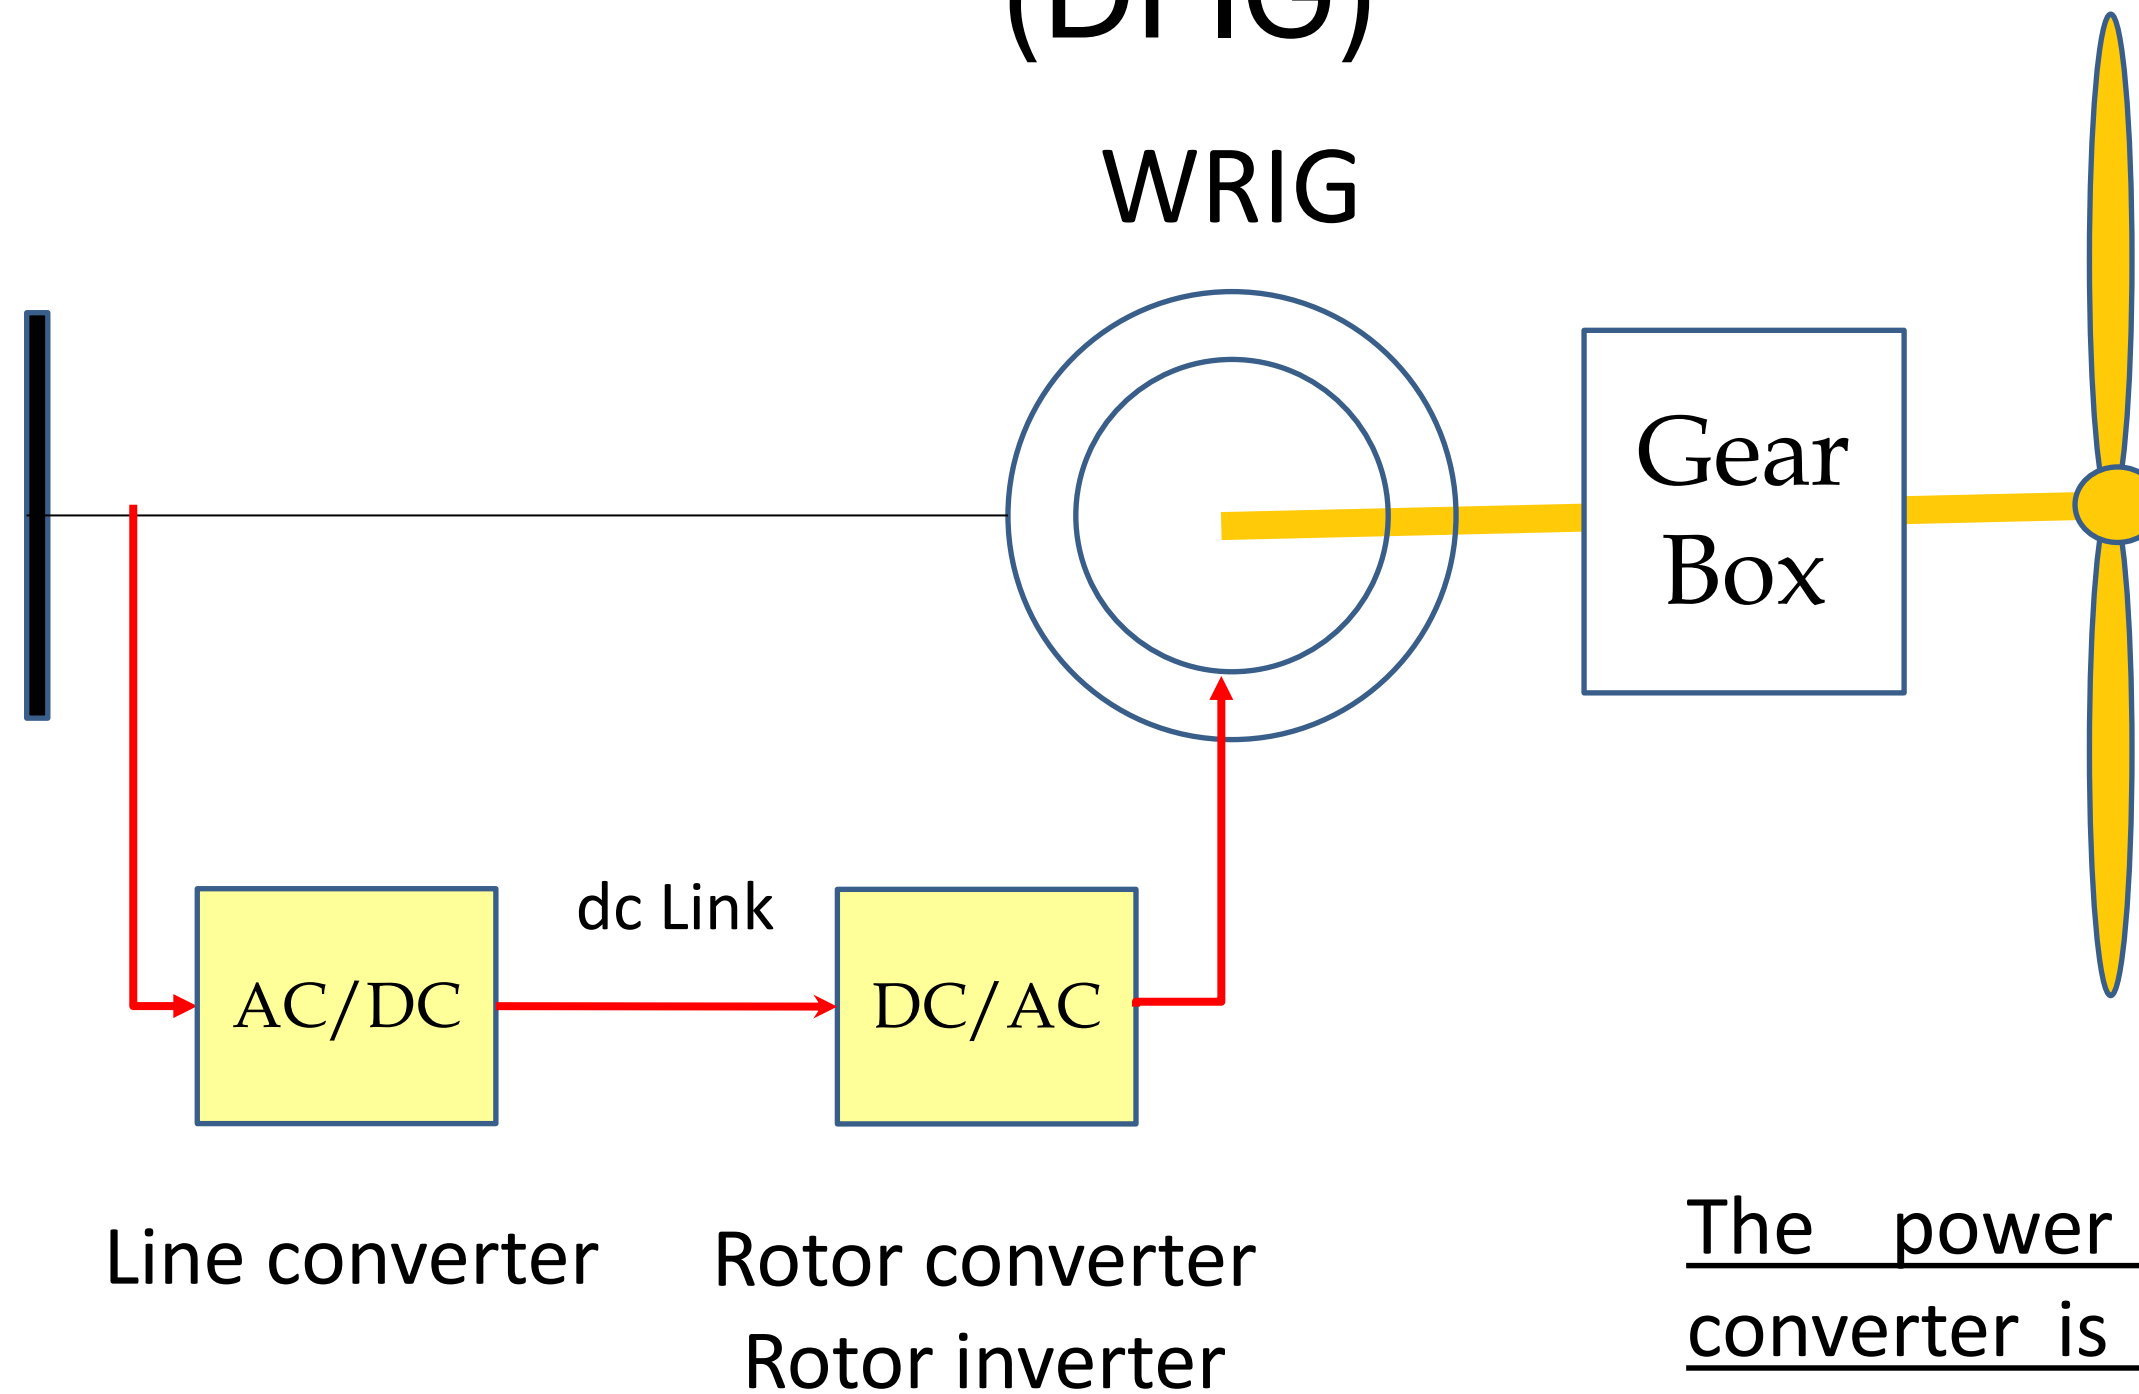 WRIG
Gear
Box
dc Link
AC/DC
DC/AC
Line converter
Rotor converter
Rotor inverter
The power
converter is